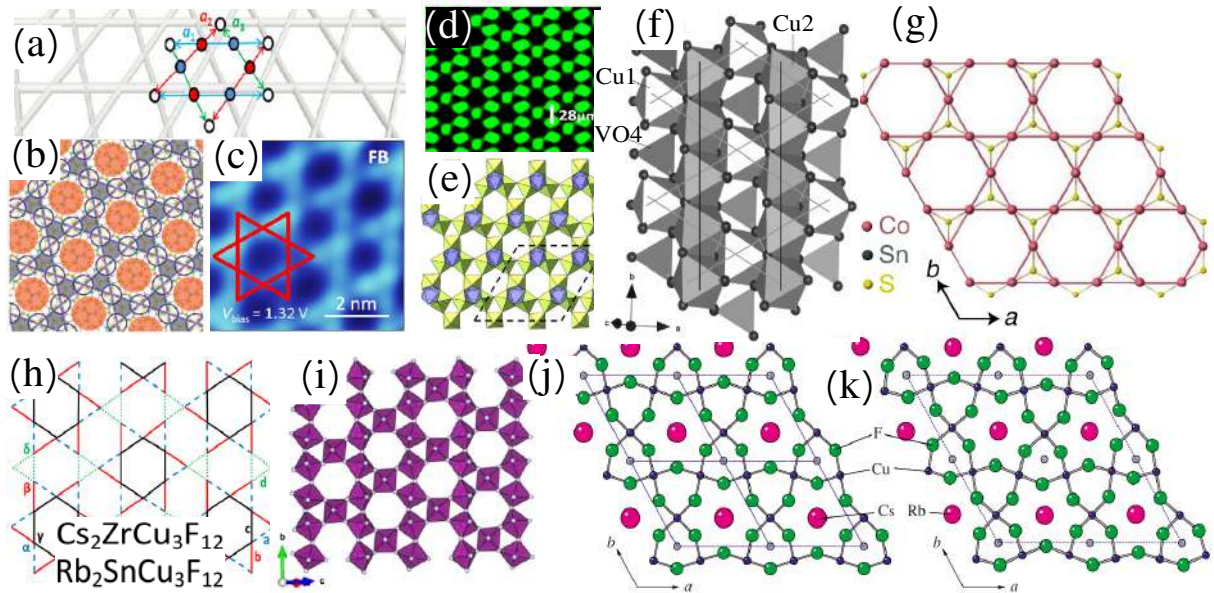 (a)
a₂
a₁
a₃
(b)
(c)
FB
V_bias = 1.32 V
2 nm
(d)
28μm
(e)
(f)
Cu2
Cu1
VO4
b
c
a
(g)
Co
Sn
S
b
a
(h)
δ
β
d
α
γ
c
a
b
Cs₂ZrCu₃F₁₂
Rb₂SnCu₃F₁₂
(i)
b
c
(j)
F
Cu
Cs
Rb
b
a
(k)
b
a